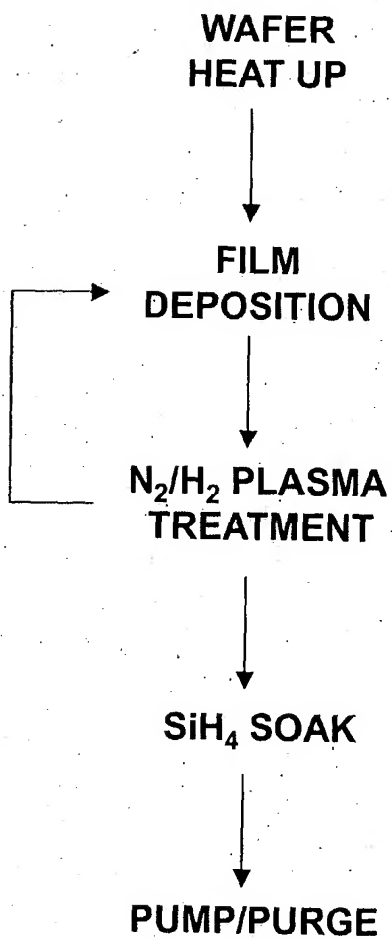 WAFER
HEAT UP
FILM
DEPOSITION
N₂/H₂ PLASMA
TREATMENT
SiH₄ SOAK
PUMP/PURGE